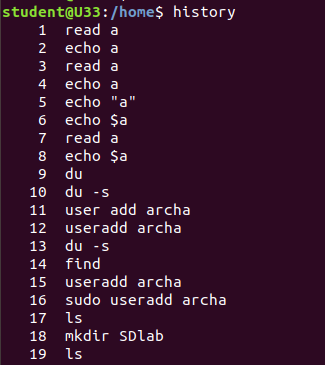 student@U33:/home$ history
1 read a
2 echo a
3 read a
4 echo a
5 echo "a"
6 echo $a
7 read a
8 echo $a
9 du
10 du -s
11 user add archa
12 useradd archa
13 du -s
14 find
15 useradd archa
16 sudo useradd archa
17 ls
18 mkdir SDlab
19 ls